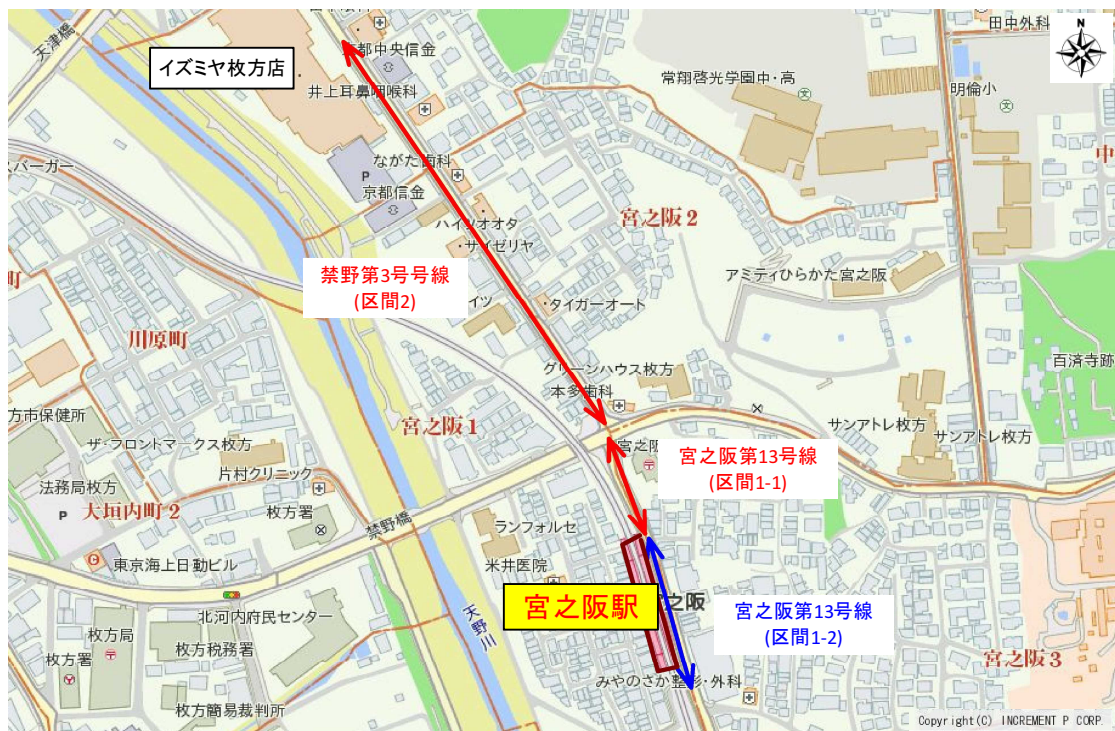 天津橋
イズミヤ枚方店
京都中央信金
井上耳鼻咽喉科
田中外科
N
常翔啓光学園中・高
文
明倫小
文
中
スバーガー
ながた歯科
P
京都信金
ハイツオオタ
サイゼリヤ
宮之阪2
禁野第3号号線
(区間2)
アミティひらかた宮之阪
町
イツ
タイガーオート
川原町
百済寺跡
グリーンハウス枚方
本多歯科
方市保健所
ザ・フロントマークス枚方
宮之阪1
宮之阪
サンアトレ枚方
サンアトレ枚方
片村クリニック
法務局枚方
P
大垣内町2
枚方署
宮之阪第13号線
(区間1-1)
禁野橋
ランフォルセ
東京海上日動ビル
米井医院
宮之阪駅
之阪
宮之阪第13号線
(区間1-2)
北河内府民センター
枚方局
枚方税務署
枚方署
天野川
宮之阪3
みやのさか整形・外科
枚方簡易裁判所
Copyright(C) INCREMENT P CORP.